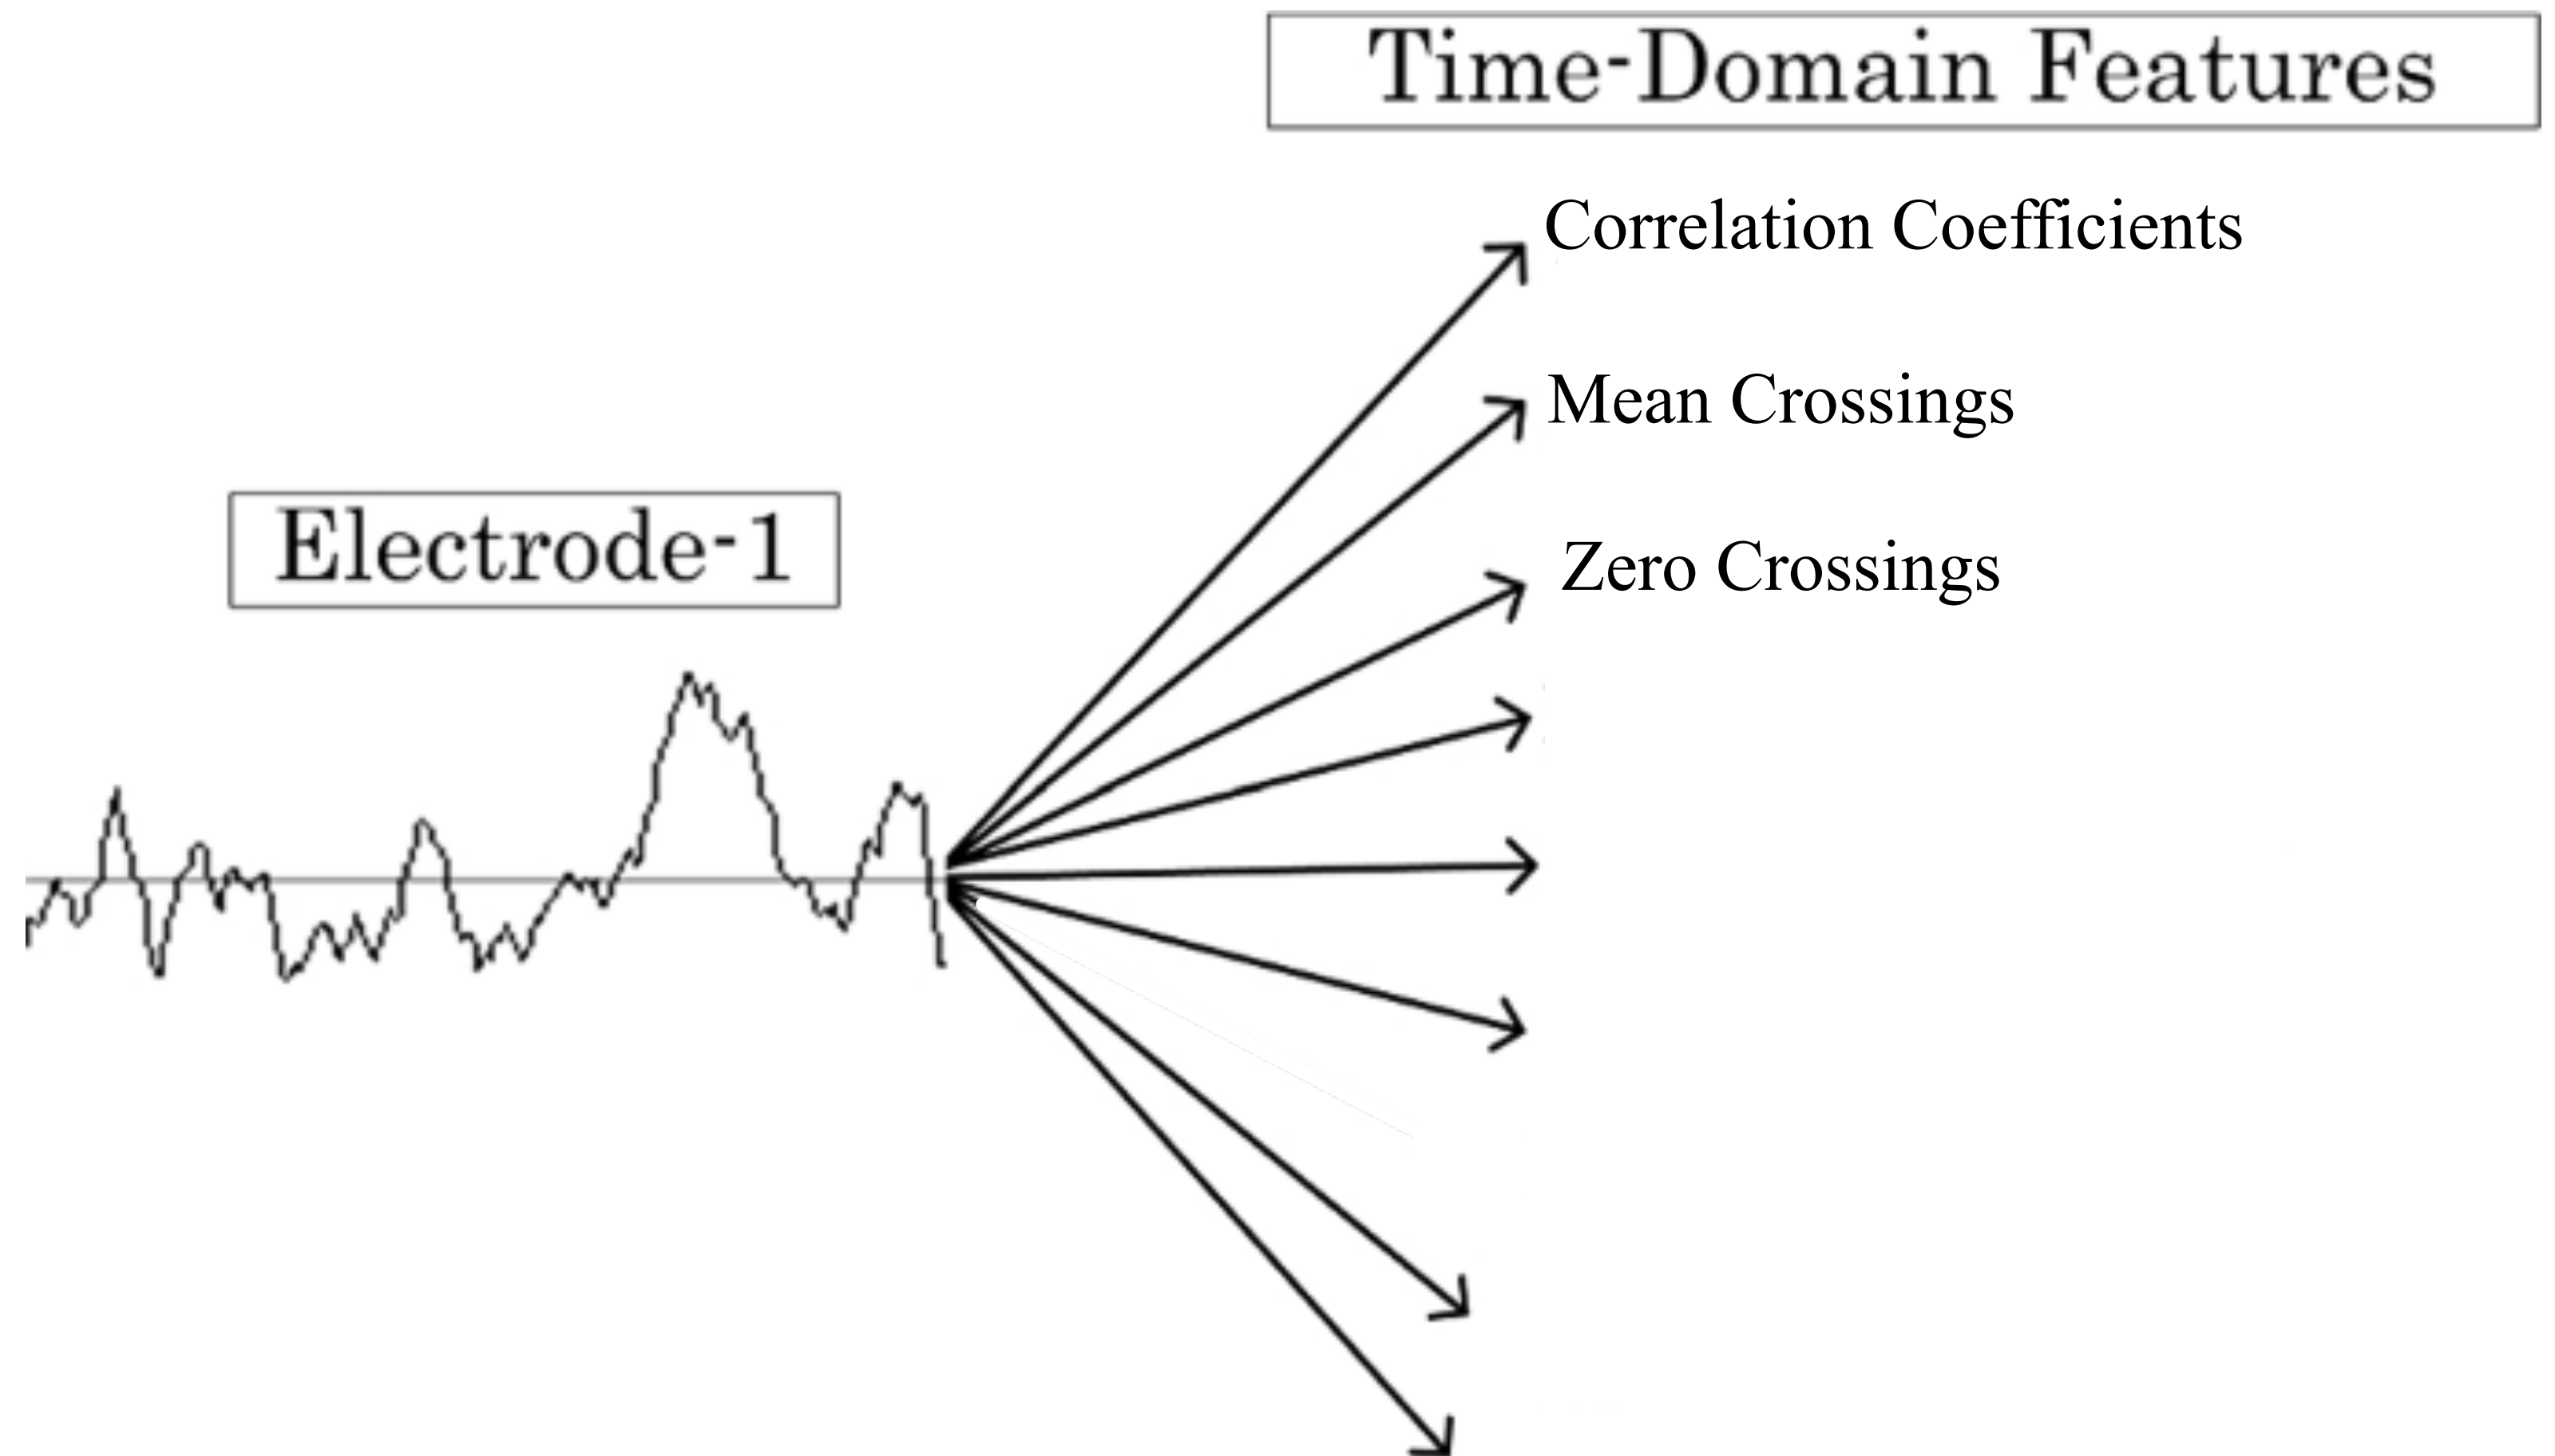 Time-Domain Features
Correlation Coefficients
Mean Crossings
Electrode-1
Zero Crossings